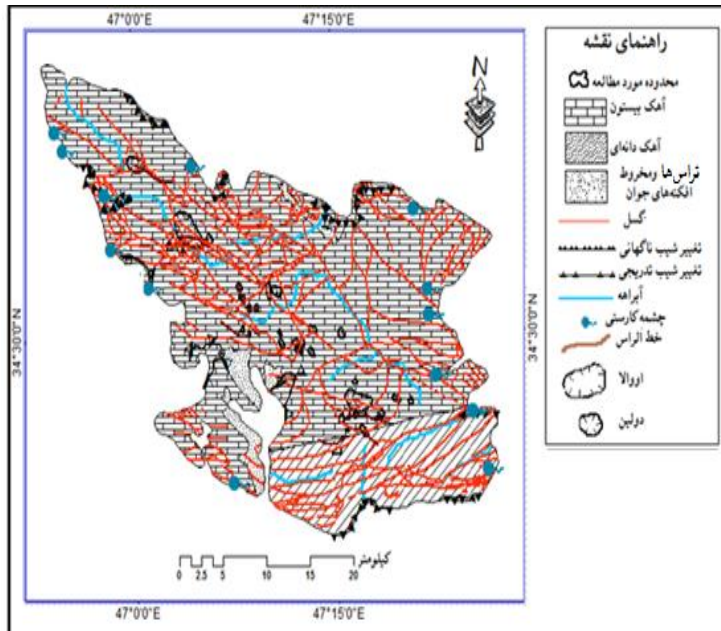 47°0'0"E 47°15'0"E
34°30'0"N
N
34°30'0"N
کیلومتر
0 2.5 5 10 15 20
47°0'0"E 47°15'0"E
راهنمای نقشه
محدوده مورد مطالعه
آهک بیستون
آهک دانه‌ای
تراس‌ها ومخروط
افکنه‌های جوان
گسل
تغییر شیب ناگهانی
تغییر شیب تدریجی
آبراهه
چشمه کارستی
خط الراس
اووالا
دولین